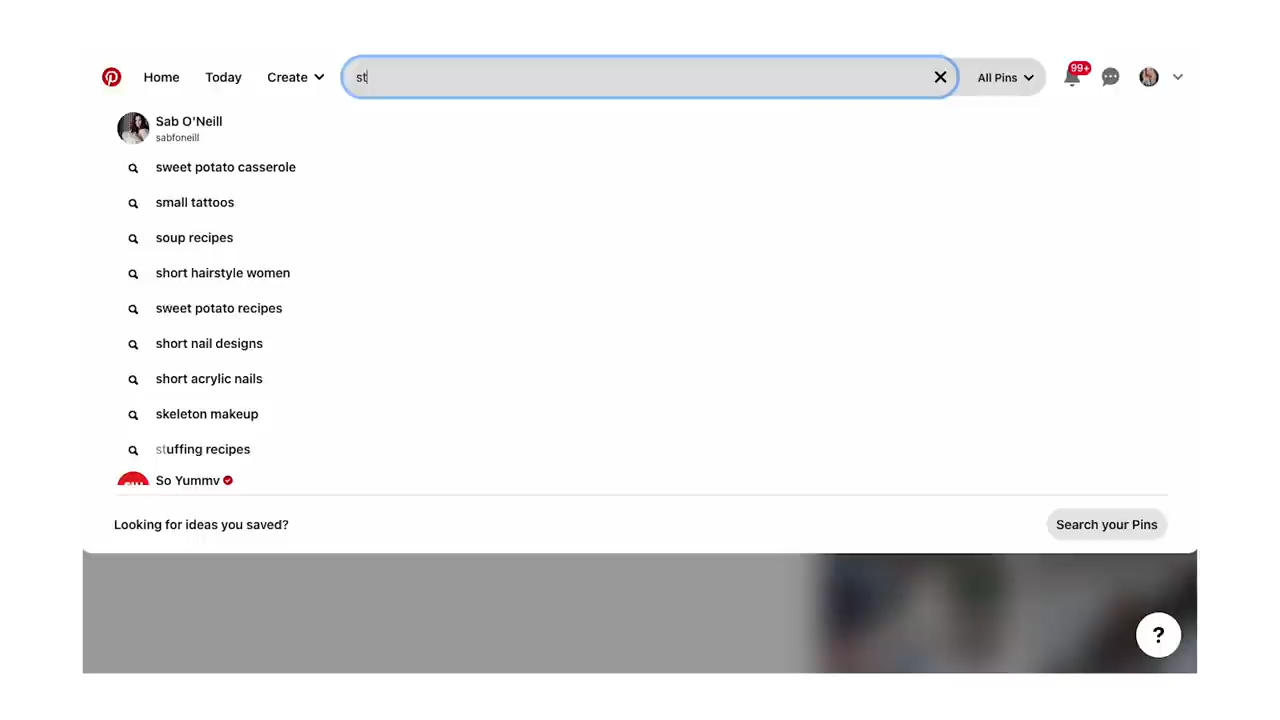 Home Today Create st All Pins 99+
Sab O'Neill
sabfoneill
sweet potato casserole
small tattoos
soup recipes
short hairstyle women
sweet potato recipes
short nail designs
short acrylic nails
skeleton makeup
stuffing recipes
So Yummy
Looking for ideas you saved? Search your Pins
?